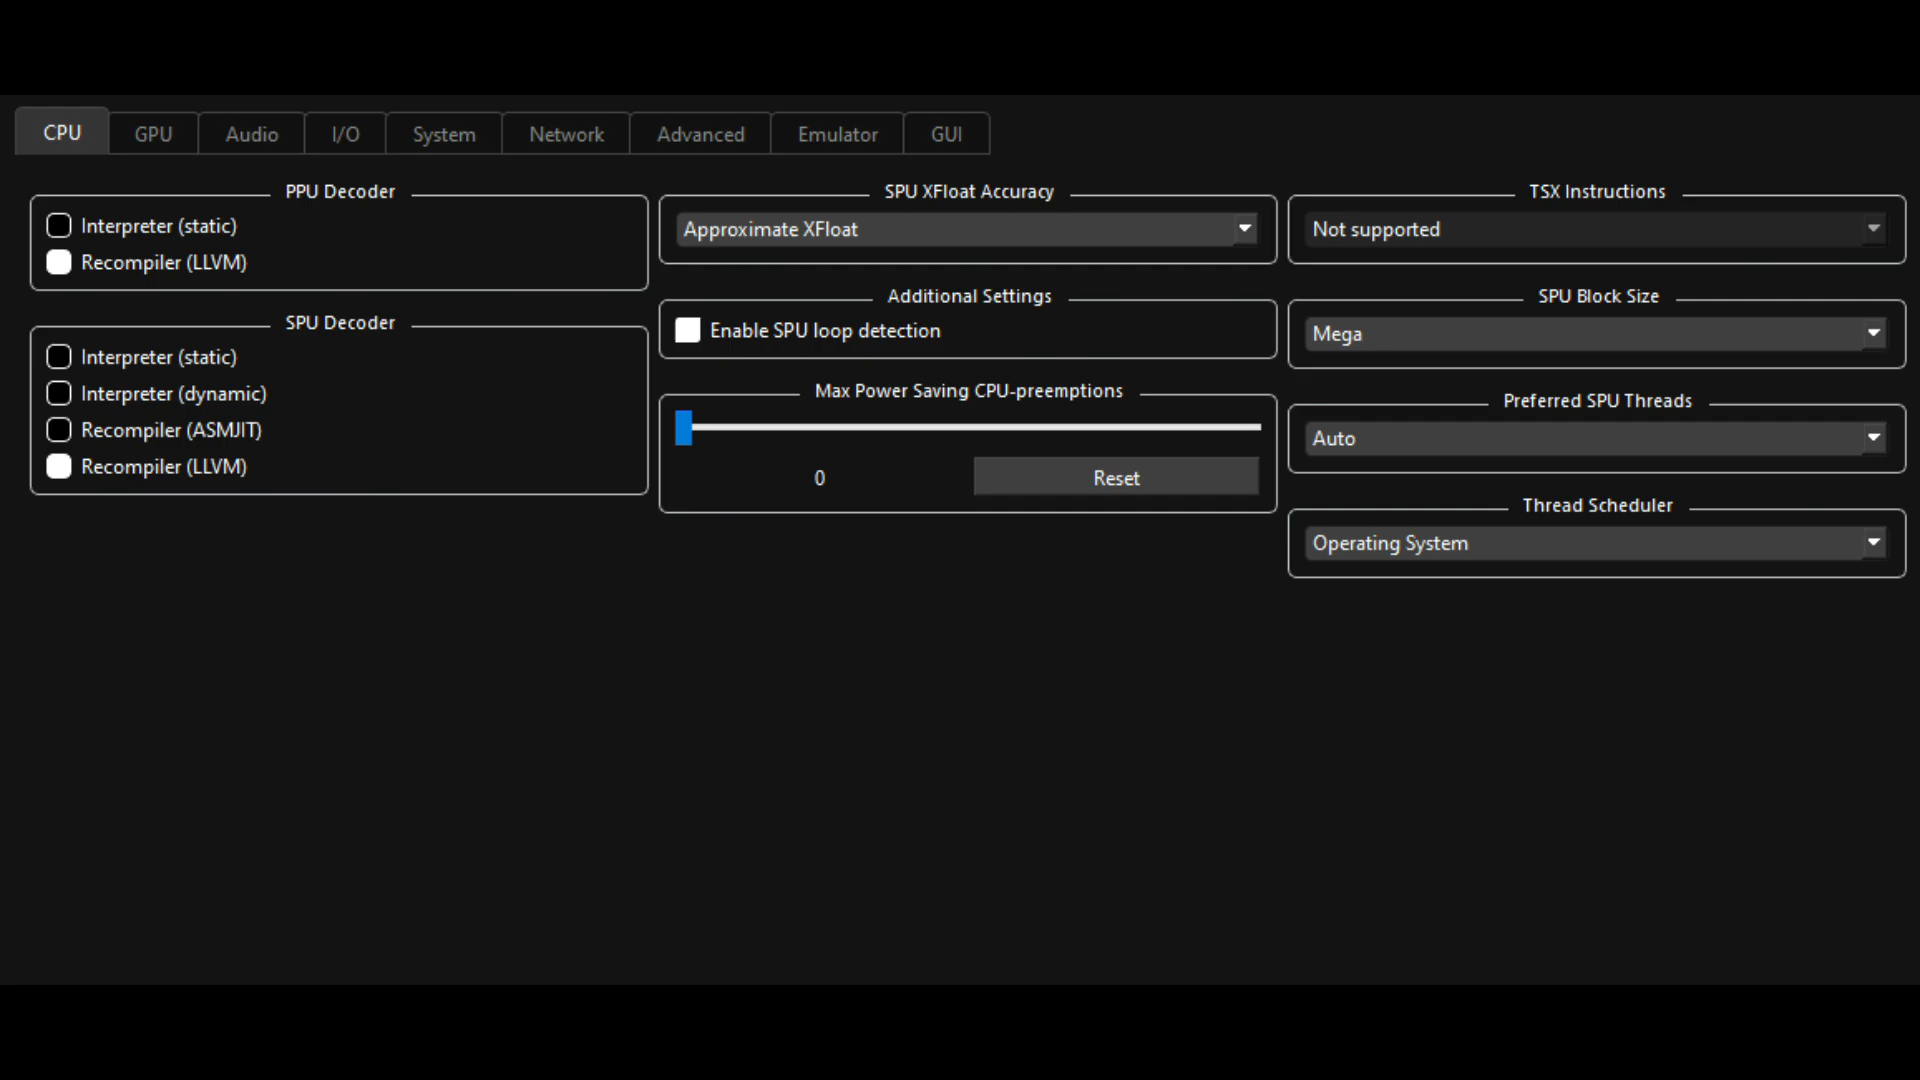 CPU GPU Audio I/O System Network Advanced Emulator GUI
PPU Decoder
Interpreter (static)
Recompiler (LLVM)
SPU Decoder
Interpreter (static)
Interpreter (dynamic)
Recompiler (ASMJIT)
Recompiler (LLVM)
SPU XFloat Accuracy
Approximate XFloat
Additional Settings
Enable SPU loop detection
Max Power Saving CPU-preemptions
0 Reset
TSX Instructions
Not supported
SPU Block Size
Mega
Preferred SPU Threads
Auto
Thread Scheduler
Operating System